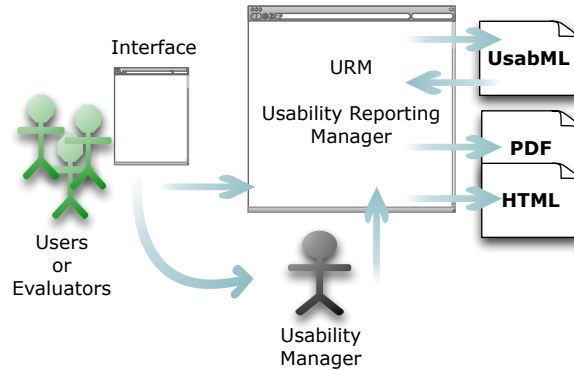 Interface
URM
Usability Reporting
Manager
UsabML
PDF
HTML
Users
or
Evaluators
Usability
Manager